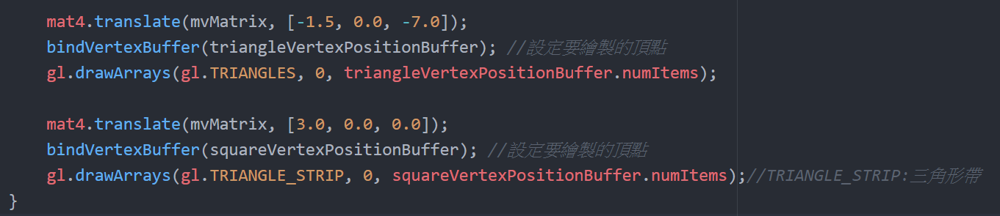 mat4.translate(mvMatrix, [-1.5, 0.0, -7.0]);
bindVertexBuffer(triangleVertexPositionBuffer); //設定要繪製的頂點
gl.drawArrays(gl.TRIANGLES, 0, triangleVertexPositionBuffer.numItems);
mat4.translate(mvMatrix, [3.0, 0.0, 0.0]);
bindVertexBuffer(squareVertexPositionBuffer); //設定要繪製的頂點
gl.drawArrays(gl.TRIANGLE_STRIP, 0, squareVertexPositionBuffer.numItems);//TRIANGLE_STRIP:三角形帶
}